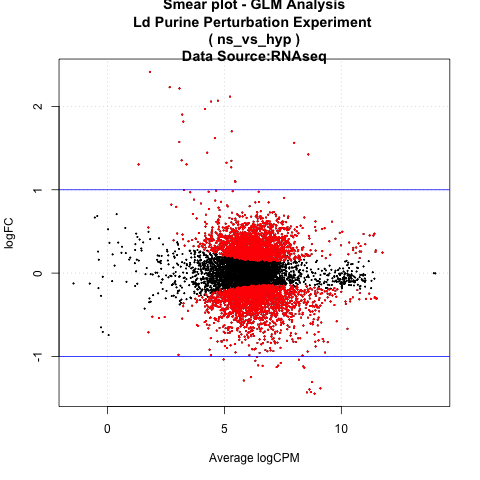 Smear plot - GLM Analysis
Ld Purine Perturbation Experiment
( ns_vs_hyp )
Data Source:RNAseq
2
1
0
-1
logFC
0 5 10
Average logCPM